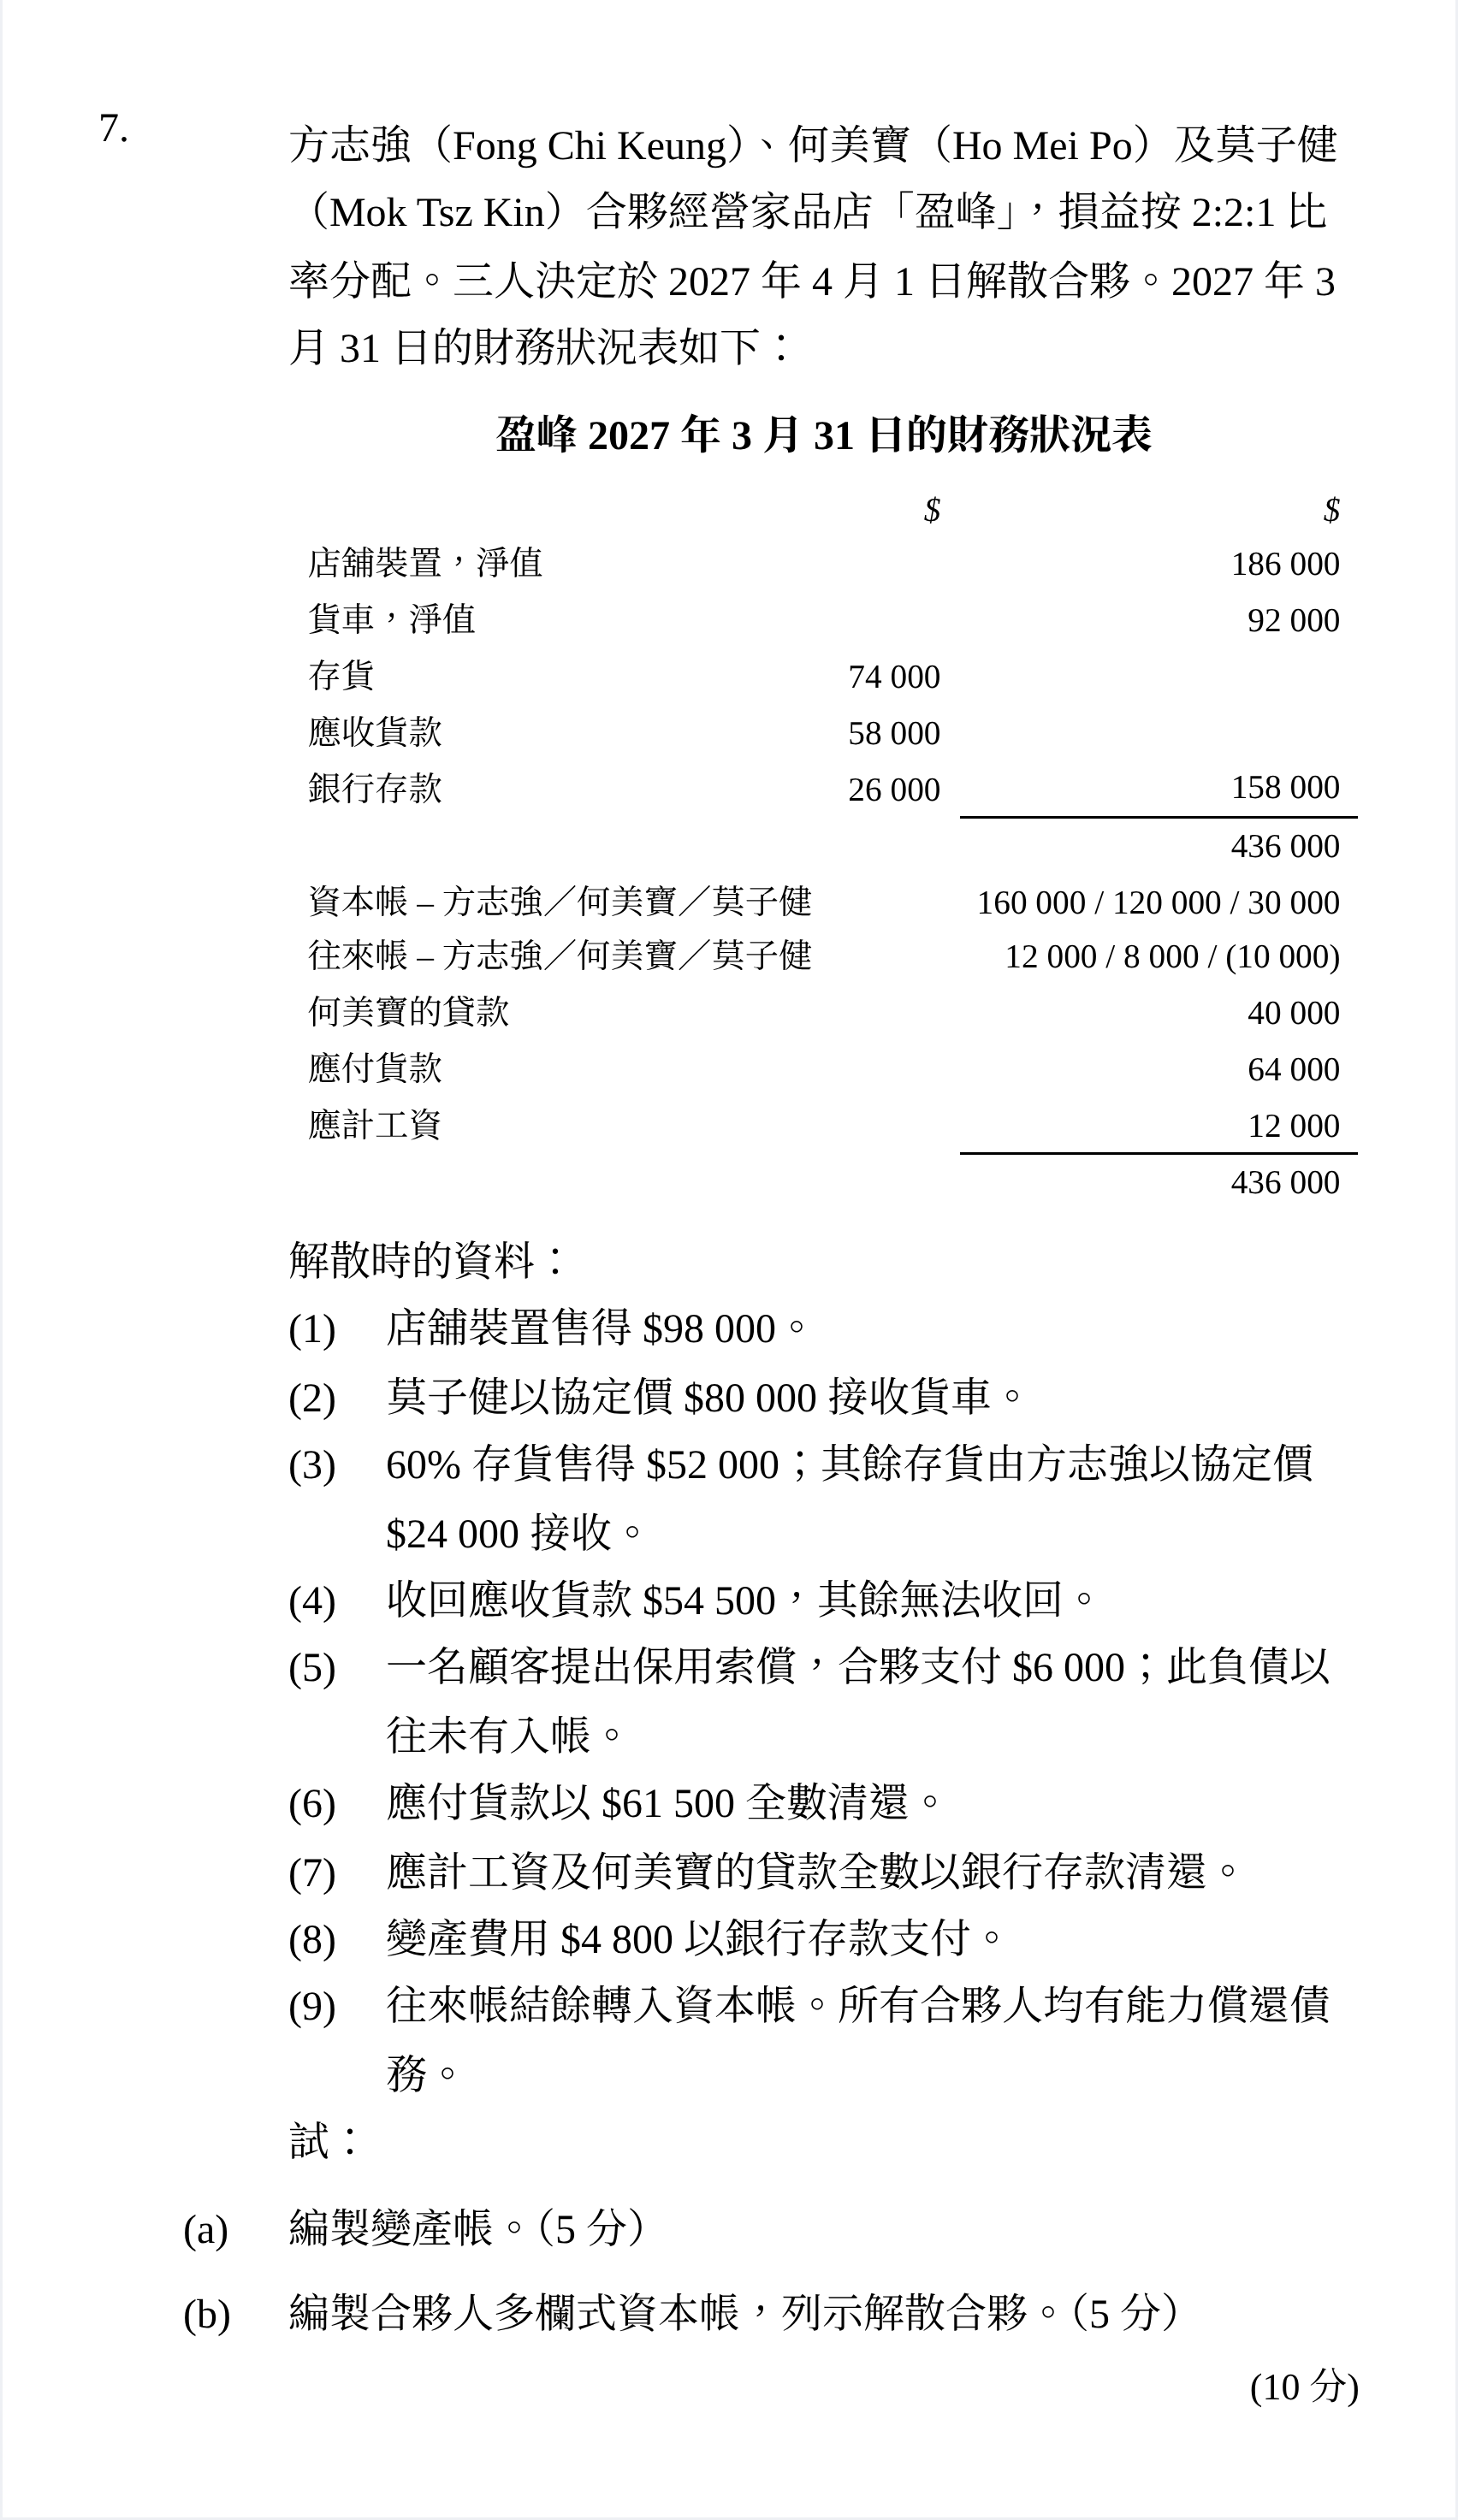 7.
方志強（Fong Chi Keung）、何美寶（Ho Mei Po）及莫子健
（Mok Tsz Kin）合夥經營家品店「盈峰」，損益按 2:2:1 比
率分配。三人決定於 2027 年 4 月 1 日解散合夥。2027 年 3
月 31 日的財務狀況表如下：
盈峰 2027 年 3 月 31 日的財務狀況表
$ $
店舖裝置，淨值 186 000
貨車，淨值 92 000
存貨 74 000
應收貨款 58 000
銀行存款 26 000 158 000
436 000
資本帳 – 方志強／何美寶／莫子健 160 000 / 120 000 / 30 000
往來帳 – 方志強／何美寶／莫子健 12 000 / 8 000 / (10 000)
何美寶的貸款 40 000
應付貨款 64 000
應計工資 12 000
436 000
解散時的資料：
(1) 店舖裝置售得 $98 000。
(2) 莫子健以協定價 $80 000 接收貨車。
(3) 60% 存貨售得 $52 000；其餘存貨由方志強以協定價
$24 000 接收。
(4) 收回應收貨款 $54 500，其餘無法收回。
(5) 一名顧客提出保用索償，合夥支付 $6 000；此負債以
往未有入帳。
(6) 應付貨款以 $61 500 全數清還。
(7) 應計工資及何美寶的貸款全數以銀行存款清還。
(8) 變產費用 $4 800 以銀行存款支付。
(9) 往來帳結餘轉入資本帳。所有合夥人均有能力償還債
務。
試：
(a) 編製變產帳。（5 分）
(b) 編製合夥人多欄式資本帳，列示解散合夥。（5 分）
(10 分)